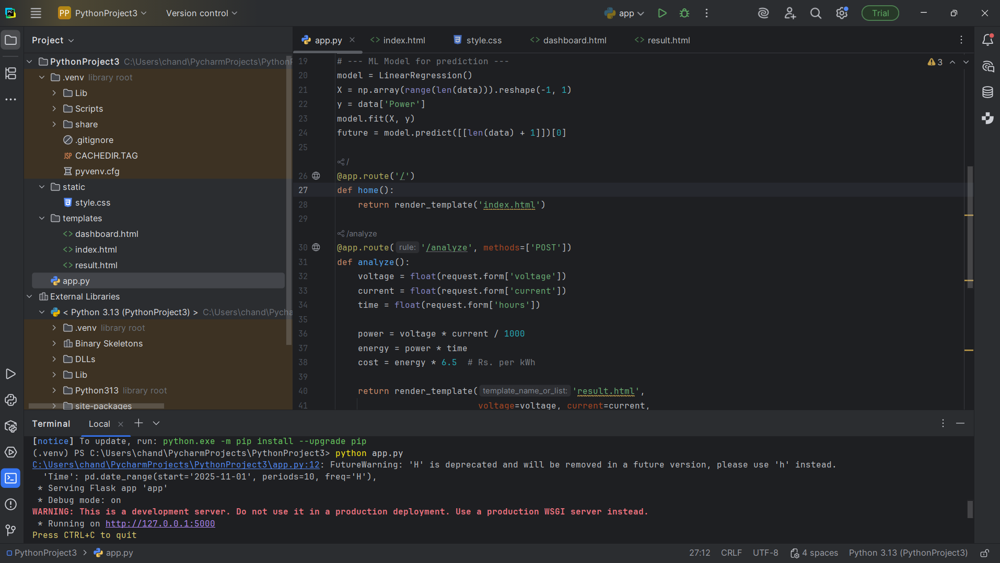 PC
PP PythonProject3 Version control app Trial
Project
app.py index.html style.css dashboard.html result.html
PythonProject3 C:\Users\chand\PycharmProjects\PythonP
.venv library root
Lib
Scripts
share
.gitignore
JSP CACHEDIR.TAG
pyvenv.cfg
static
style.css
templates
<> dashboard.html
<> index.html
<> result.html
app.py
External Libraries
< Python 3.13 (PythonProject3) > C:\Users\chand\Pycha
.venv library root
Binary Skeletons
DLLs
Lib
Python313 library root
site-packages
3
19 # --- ML Model for prediction ---
20 model = LinearRegression()
21 X = np.array(range(len(data))).reshape(-1, 1)
22 y = data['Power']
23 model.fit(X, y)
24 future = model.predict([[len(data) + 1]])[0]
25
/
26 @app.route('/')
27 def home():
28 return render_template('index.html')
29
/analyze
30 @app.route( rule: '/analyze', methods=['POST'])
31 def analyze():
32 voltage = float(request.form['voltage'])
33 current = float(request.form['current'])
34 time = float(request.form['hours'])
35
36 power = voltage * current / 1000
37 energy = power * time
38 cost = energy * 6.5 # Rs. per kWh
39
40 return render_template( template_name_or_list: 'result.html',
41 voltage=voltage, current=current,
Terminal Local
[notice] To update, run: python.exe -m pip install --upgrade pip
(.venv) PS C:\Users\chand\PycharmProjects\PythonProject3> python app.py
C:\Users\chand\PycharmProjects\PythonProject3\app.py:12: FutureWarning: 'H' is deprecated and will be removed in a future version, please use 'h' instead.
'Time': pd.date_range(start='2025-11-01', periods=10, freq='H'),
* Serving Flask app 'app'
* Debug mode: on
WARNING: This is a development server. Do not use it in a production deployment. Use a production WSGI server instead.
* Running on http://127.0.0.1:5000
Press CTRL+C to quit
PythonProject3 > app.py 27:12 CRLF UTF-8 4 spaces Python 3.13 (PythonProject3)